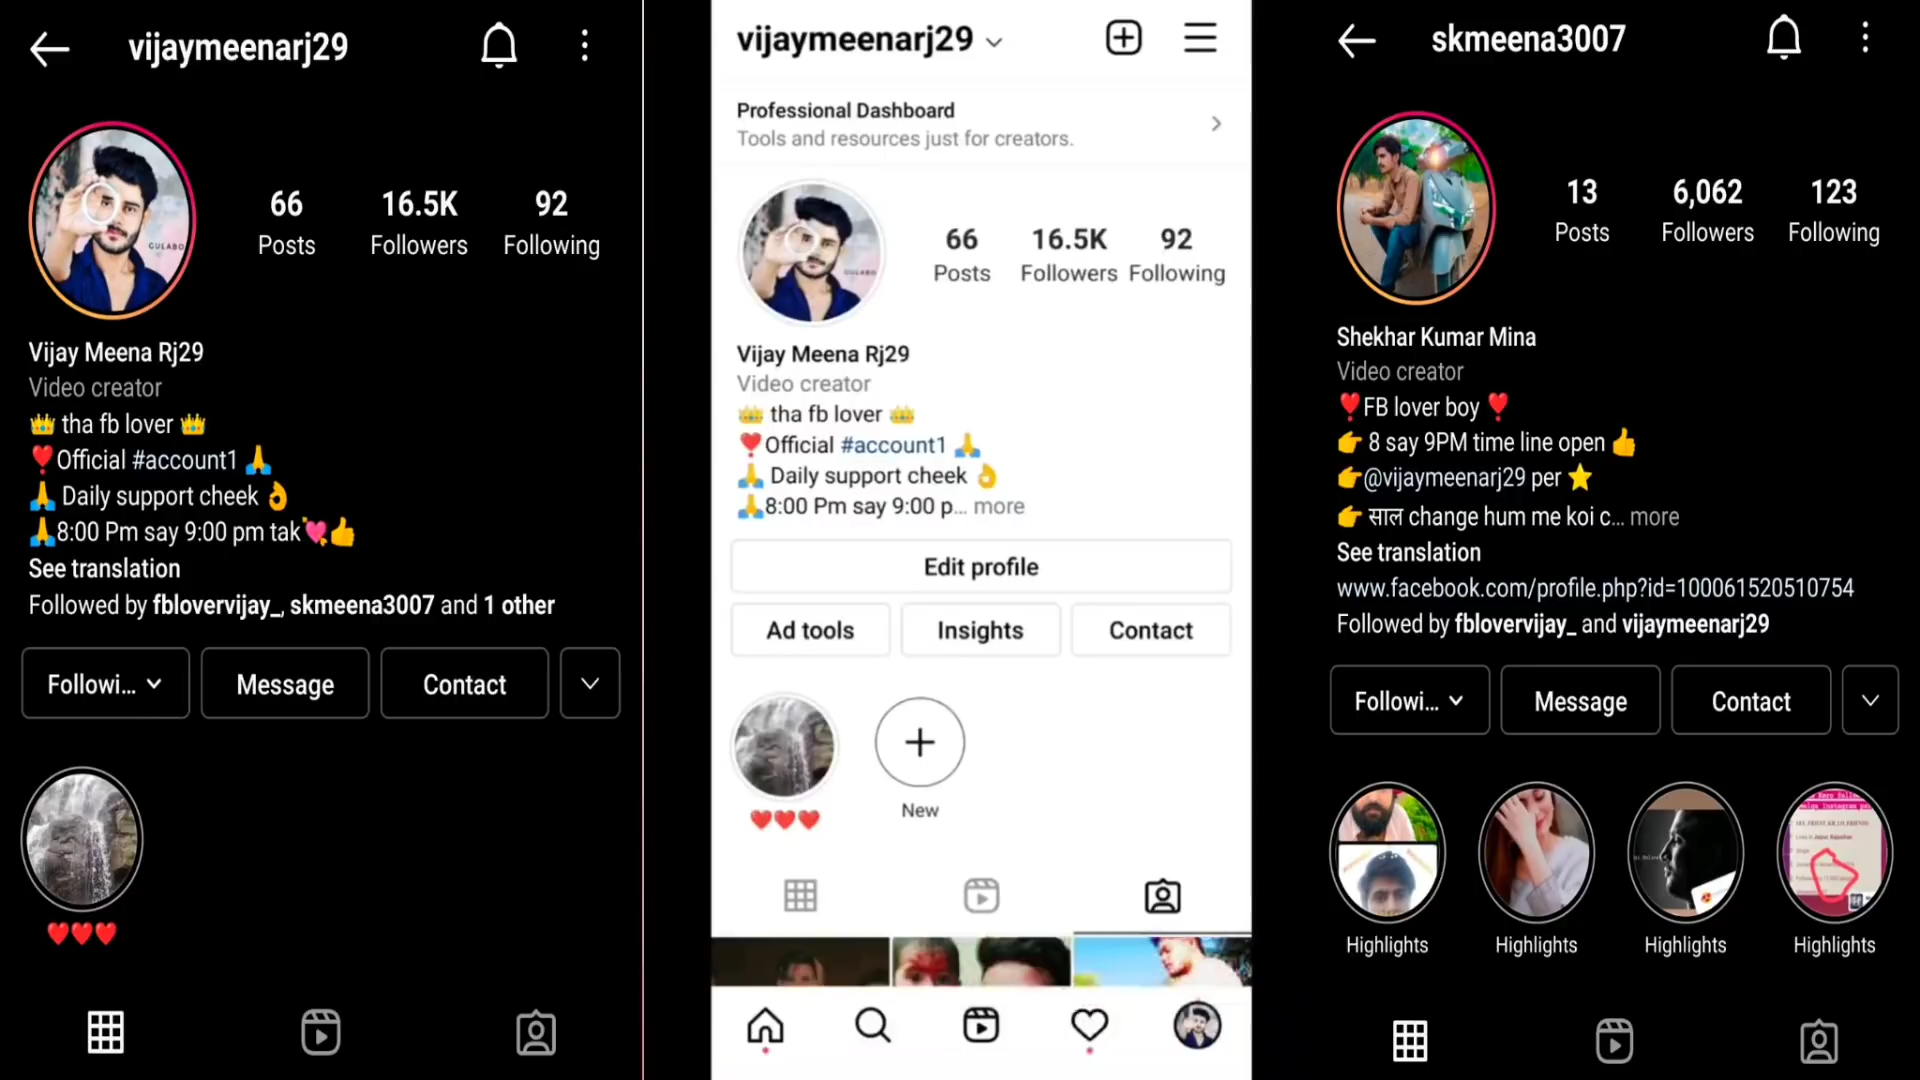 vijaymeenarj29
66 16.5K 92
Posts Followers Following
GULABO
Vijay Meena Rj29
Video creator
👑 tha fb lover 👑
❣️Official #account1 🙏
🙏 Daily support cheek 👌
🙏8:00 Pm say 9:00 pm tak💘👍
See translation
Followed by fblovervijay_, skmeena3007 and 1 other
Followi... Message Contact
❤️❤️❤️
vijaymeenarj29
Professional Dashboard
Tools and resources just for creators.
66 16.5K 92
Posts Followers Following
GULABO
Vijay Meena Rj29
Video creator
👑 tha fb lover 👑
❣️Official #account1 🙏
🙏 Daily support cheek 👌
🙏8:00 Pm say 9:00 p... more
Edit profile
Ad tools Insights Contact
❤️❤️❤️ New
skmeena3007
13 6,062 123
Posts Followers Following
Shekhar Kumar Mina
Video creator
❣️FB lover boy ❣️
👉 8 say 9PM time line open 👍
👉@vijaymeenarj29 per ⭐
👉 साल change hum me koi c... more
See translation
www.facebook.com/profile.php?id=100061520510754
Followed by fblovervijay_ and vijaymeenarj29
Followi... Message Contact
Highlights Highlights Highlights Highlights